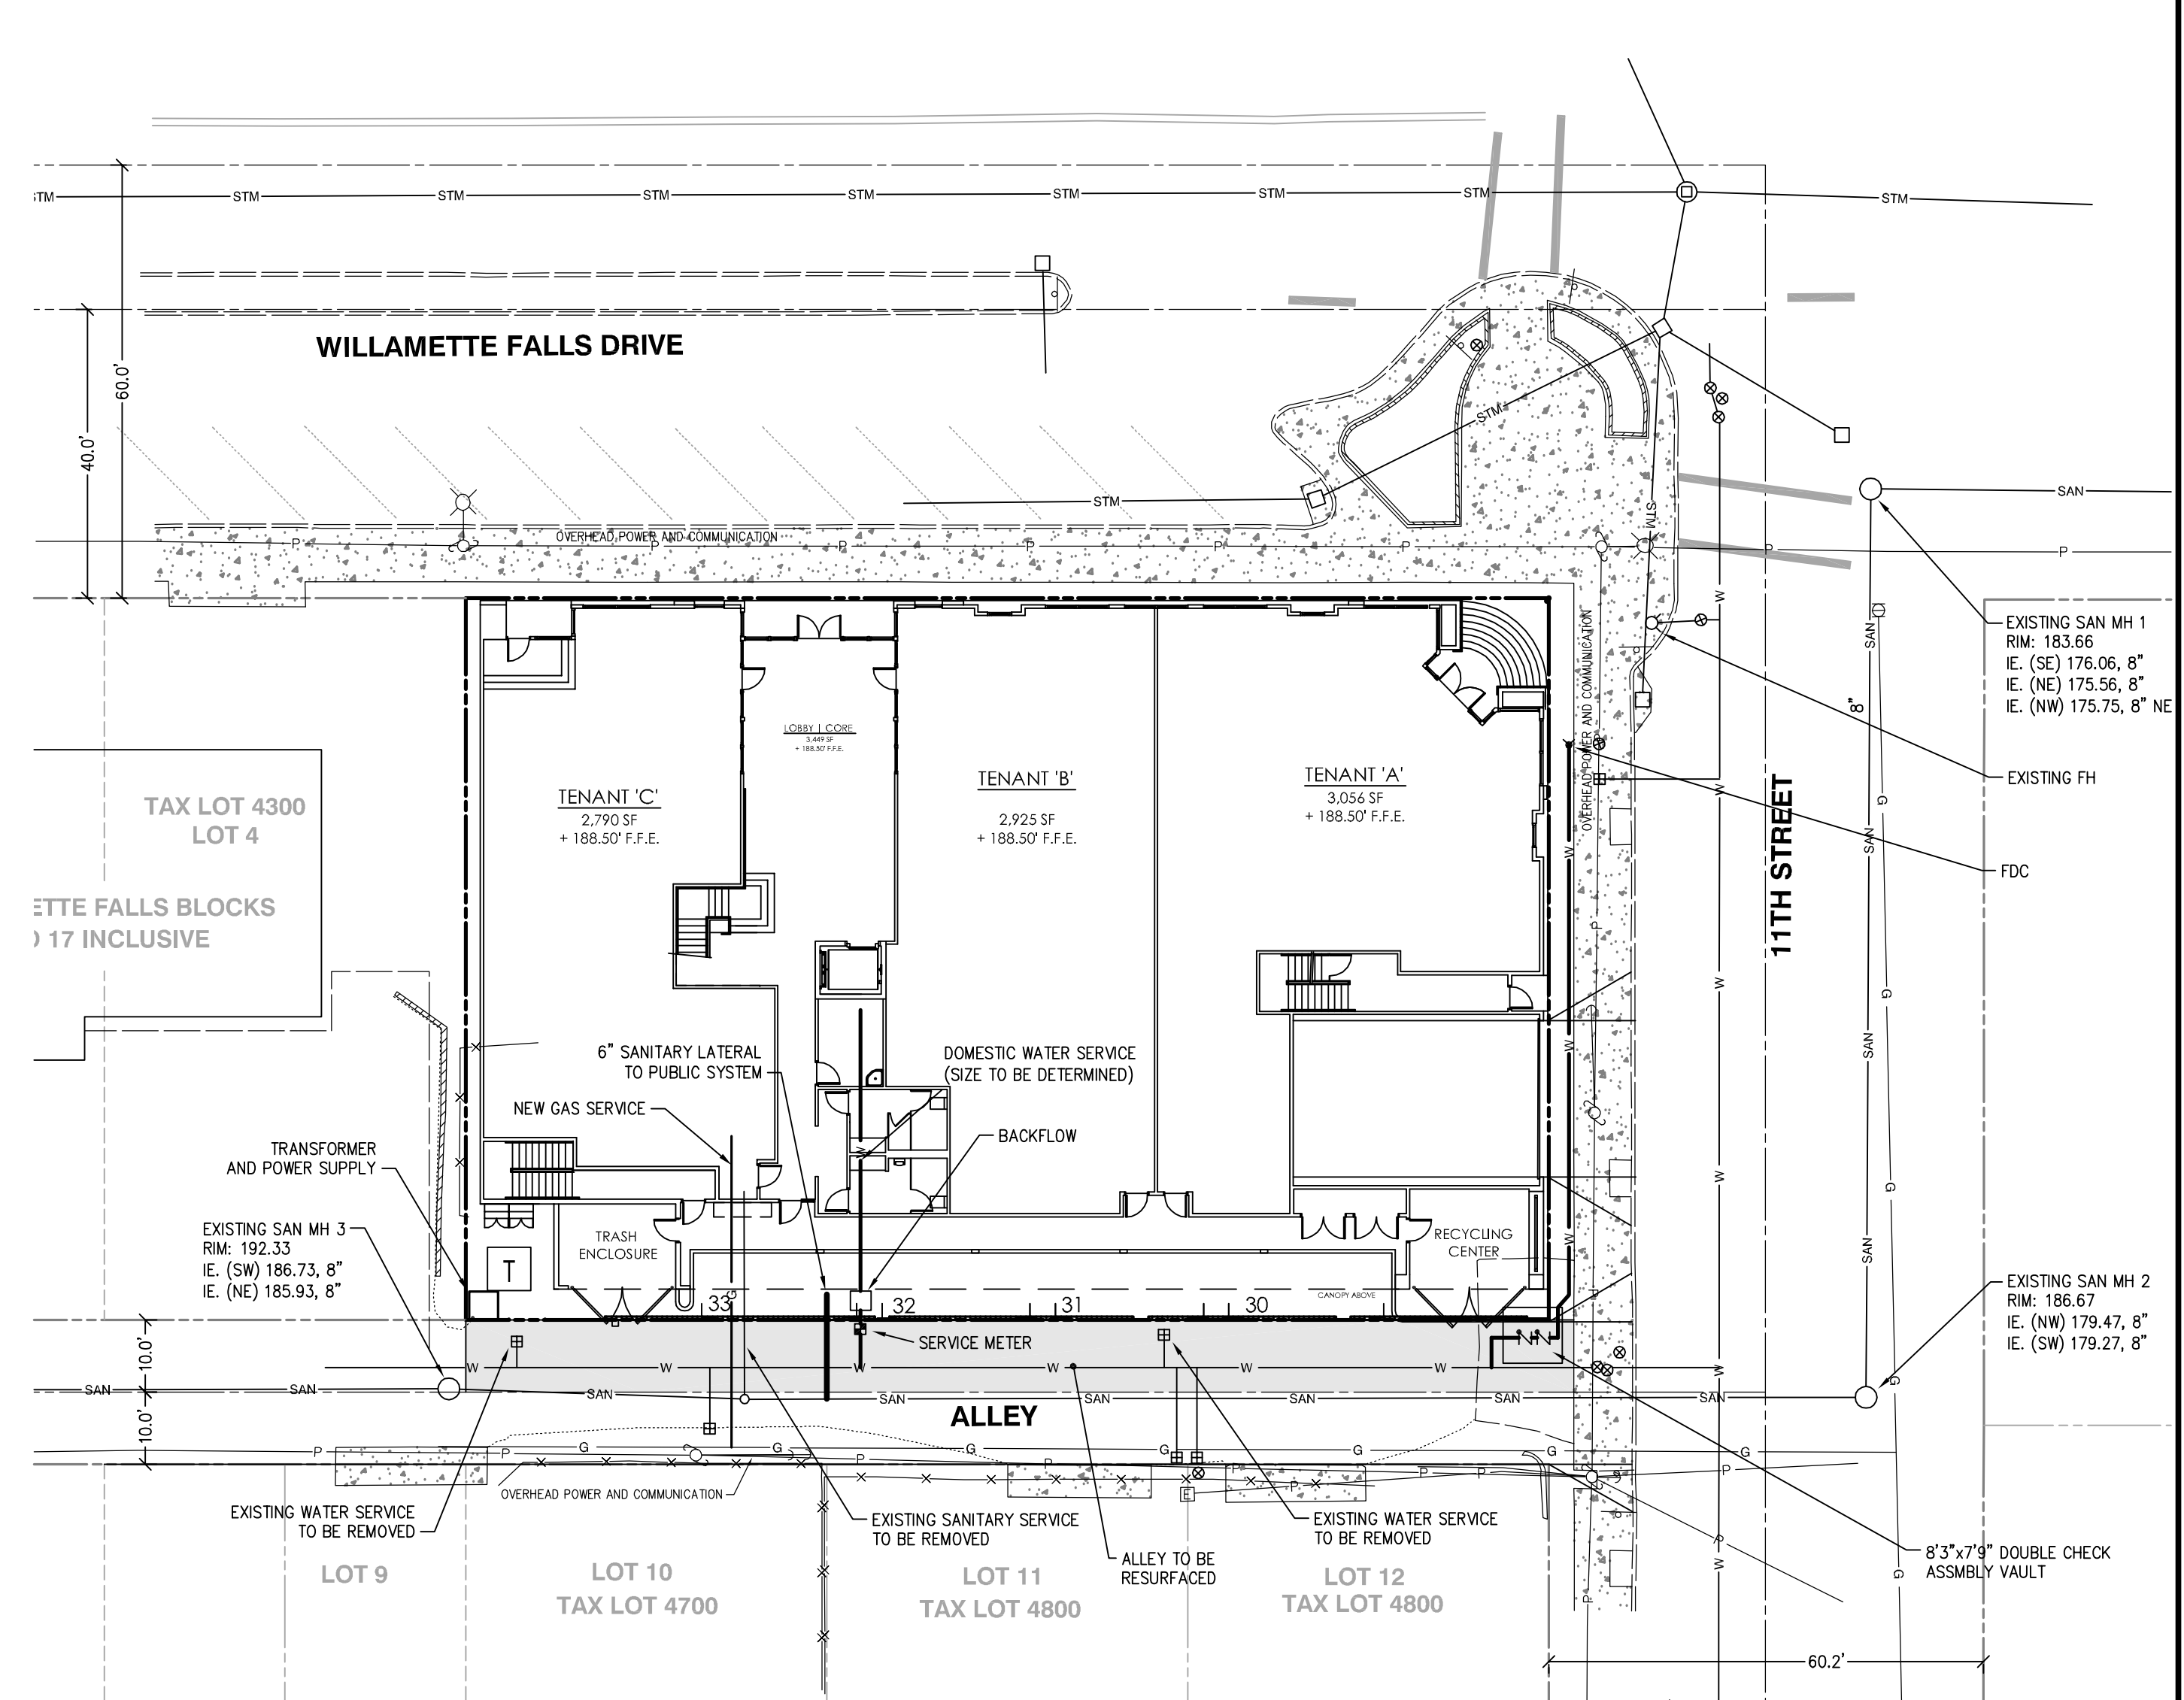 STM
STM
STM
STM
STM
STM
STM
STM
STM
60.0'
40.0'
WILLAMETTE FALLS DRIVE
STM
STM
STM
SAN
OVERHEAD POWER AND COMMUNICATION
P
P
P
P
P
P
P
P
W
OVERHEAD POWER AND COMMUNICATION
SAN
EXISTING SAN MH 1
RIM: 183.66
IE. (SE) 176.06, 8"
IE. (NE) 175.56, 8"
IE. (NW) 175.75, 8" NE
8"
EXISTING FH
FDC
11TH STREET
LOBBY | CORE
3,449 SF
+ 188.50' F.F.E.
TENANT 'C'
2,790 SF
+ 188.50' F.F.E.
TENANT 'B'
2,925 SF
+ 188.50' F.F.E.
TENANT 'A'
3,056 SF
+ 188.50' F.F.E.
TAX LOT 4300
LOT 4
ETTE FALLS BLOCKS
17 INCLUSIVE
W
W
G
SAN
P
W
G
W
SAN
6" SANITARY LATERAL
TO PUBLIC SYSTEM
DOMESTIC WATER SERVICE
(SIZE TO BE DETERMINED)
NEW GAS SERVICE
BACKFLOW
W
TRANSFORMER
AND POWER SUPPLY
W
G
EXISTING SAN MH 3
RIM: 192.33
IE. (SW) 186.73, 8"
IE. (NE) 185.93, 8"
TRASH
ENCLOSURE
RECYCLING
CENTER
W
SAN
T
EXISTING SAN MH 2
RIM: 186.67
IE. (NW) 179.47, 8"
IE. (SW) 179.27, 8"
CANOPY ABOVE
33
32
31
30
G
P
SERVICE METER
10.0'
W
W
W
W
W
W
W
G
SAN
SAN
SAN
SAN
SAN
SAN
SAN
SAN
ALLEY
10.0'
P
P
G
G
G
G
G
G
G
P
P
P
P
P
P
P
E
OVERHEAD POWER AND COMMUNICATION
EXISTING WATER SERVICE
TO BE REMOVED
EXISTING SANITARY SERVICE
TO BE REMOVED
EXISTING WATER SERVICE
TO BE REMOVED
ALLEY TO BE
RESURFACED
8'3"x7'9" DOUBLE CHECK
ASSMBLY VAULT
P
W
G
P
LOT 9
LOT 10
TAX LOT 4700
LOT 11
TAX LOT 4800
LOT 12
TAX LOT 4800
60.2'